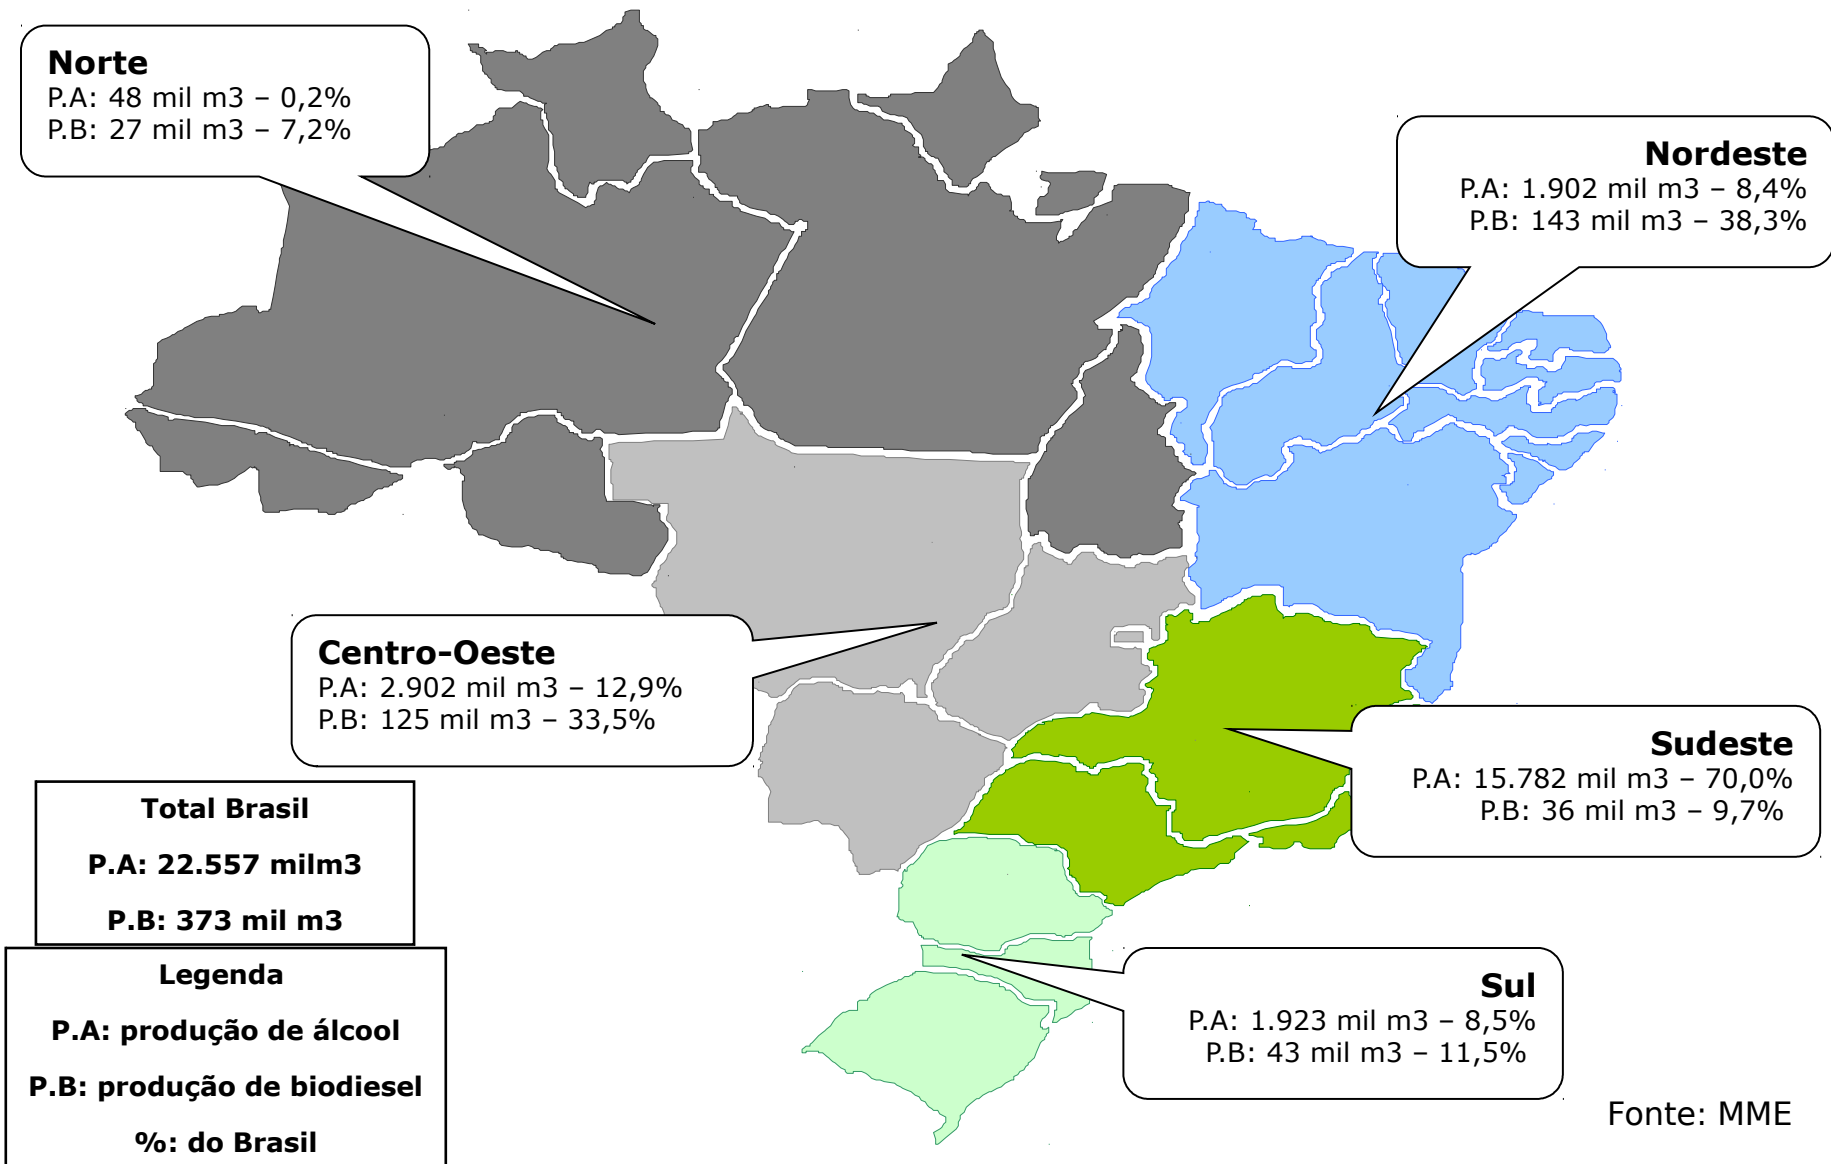 Norte
P.A: 48 mil m3 – 0,2%
P.B: 27 mil m3 – 7,2%
Nordeste
P.A: 1.902 mil m3 – 8,4%
P.B: 143 mil m3 – 38,3%
Centro-Oeste
P.A: 2.902 mil m3 – 12,9%
P.B: 125 mil m3 – 33,5%
Sudeste
P.A: 15.782 mil m3 – 70,0%
P.B: 36 mil m3 – 9,7%
Total Brasil
P.A: 22.557 milm3
P.B: 373 mil m3
Legenda
P.A: produção de álcool
P.B: produção de biodiesel
%: do Brasil
Sul
P.A: 1.923 mil m3 – 8,5%
P.B: 43 mil m3 – 11,5%
Fonte: MME